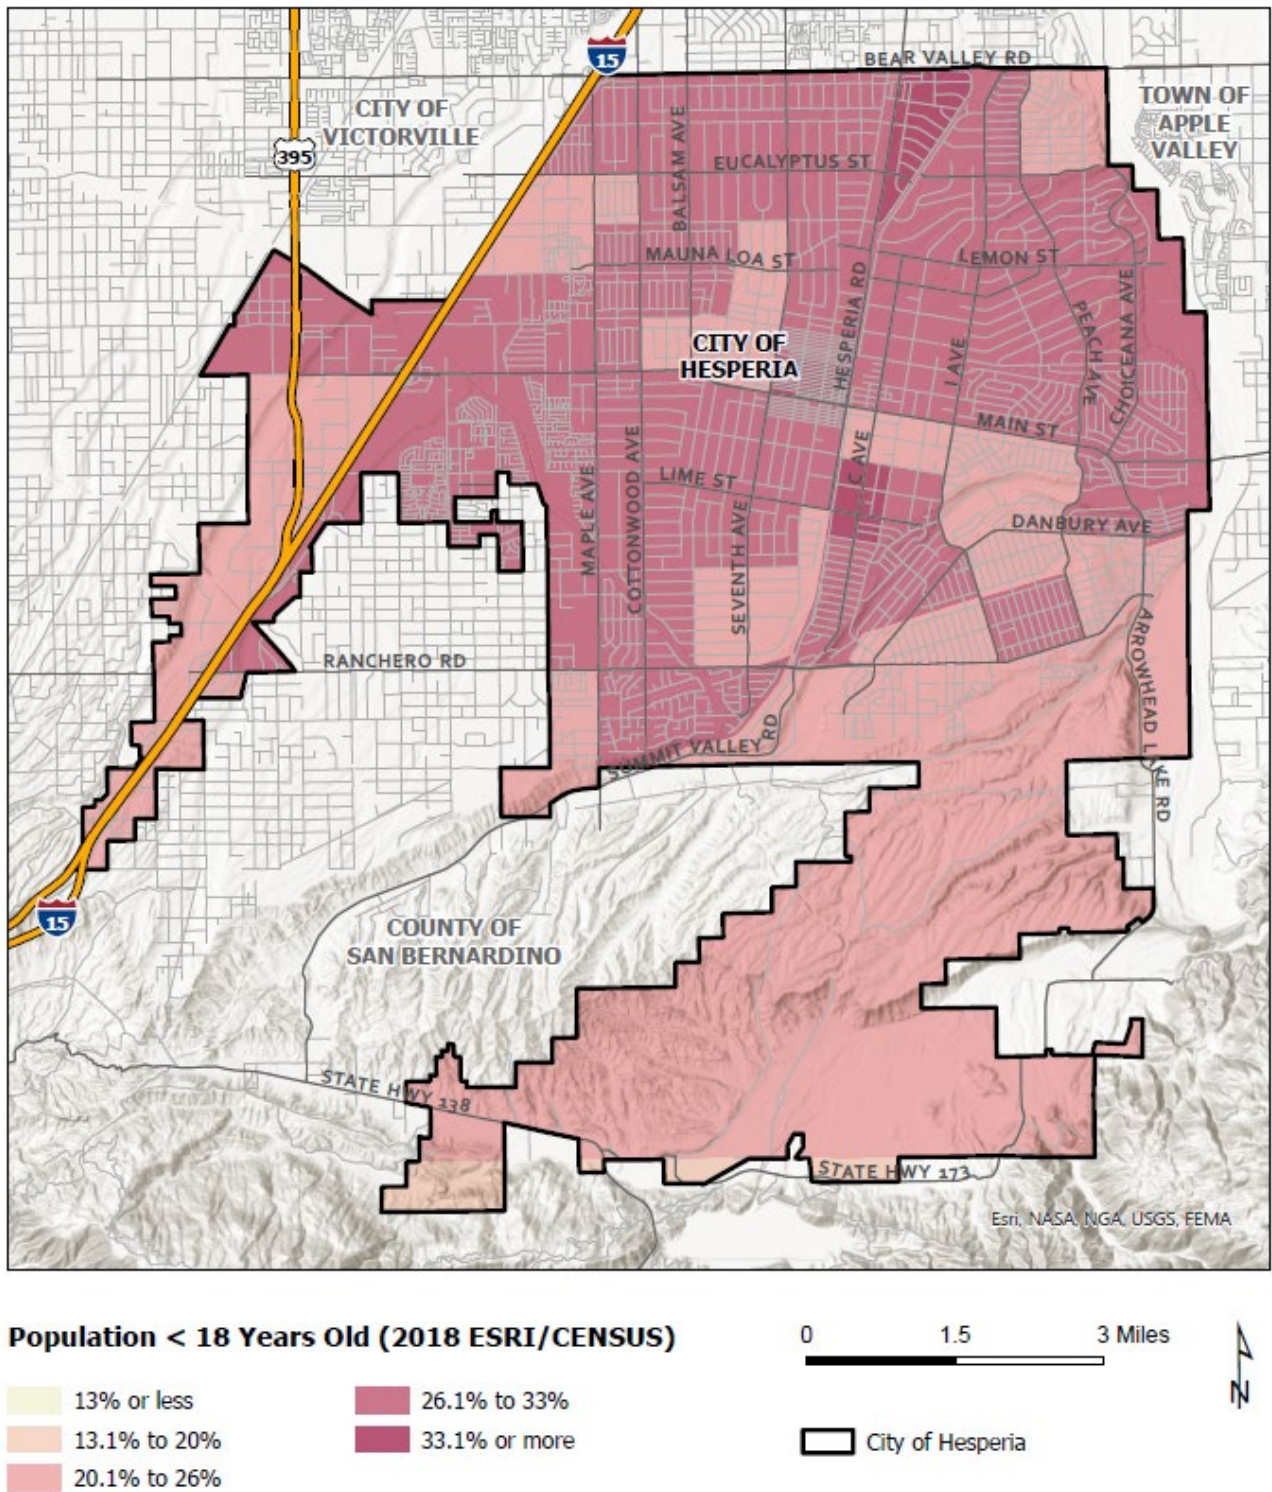 15
BEAR VALLEY RD
CITY OF
VICTORVILLE
TOWN OF
APPLE
VALLEY
395
BALSAM AVE
EUCALYPTUS ST
MAUNA LOA ST
LEMON ST
HESPERIA RD
I AVE
PEACH AVE
CHOICEANA AVE
CITY OF
HESPERIA
MAIN ST
C AVE
LIME ST
MAPLE AVE
COTTONWOOD AVE
SEVENTH AVE
DANBURY AVE
RANCHERO RD
ARROWHEAD LAKE RD
SUMMIT VALLEY RD
15
COUNTY OF
SAN BERNARDINO
STATE HWY 138
STATE HWY 173
Esri, NASA, NGA, USGS, FEMA
Population < 18 Years Old (2018 ESRI/CENSUS)
0 1.5 3 Miles
N
13% or less
13.1% to 20%
20.1% to 26%
26.1% to 33%
33.1% or more
City of Hesperia